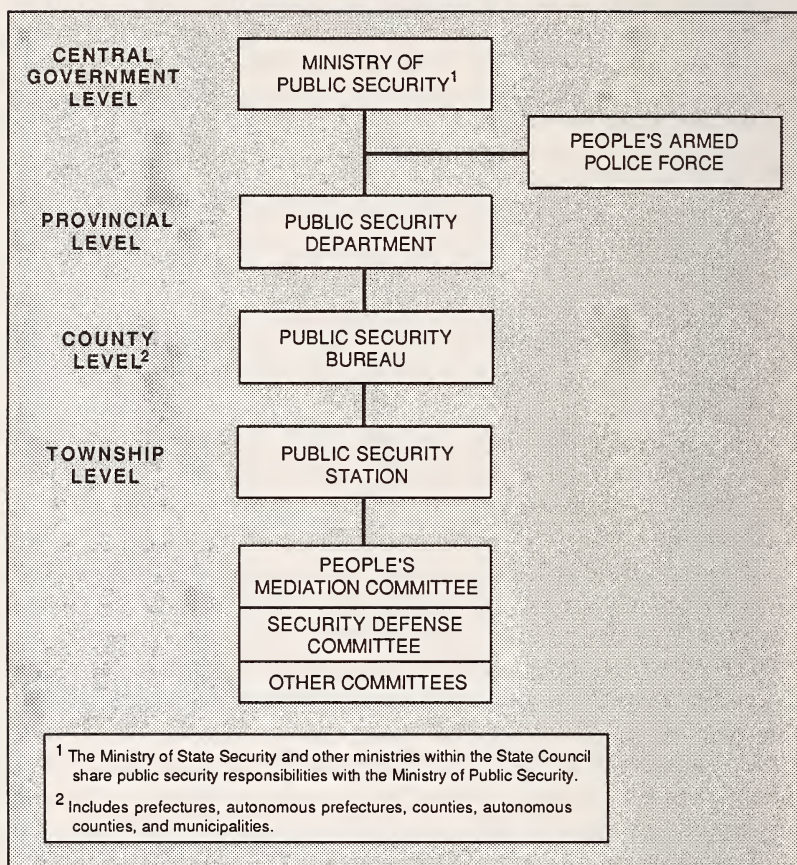 CENTRAL
GOVERNMENT
LEVEL
MINISTRY OF
PUBLIC SECURITY¹
PEOPLE'S ARMED
POLICE FORCE
PROVINCIAL
LEVEL
PUBLIC SECURITY
DEPARTMENT
COUNTY
LEVEL²
PUBLIC SECURITY
BUREAU
TOWNSHIP
LEVEL
PUBLIC SECURITY
STATION
PEOPLE'S
MEDIATION COMMITTEE
SECURITY DEFENSE
COMMITTEE
OTHER COMMITTEES
¹ The Ministry of State Security and other ministries within the State Council
share public security responsibilities with the Ministry of Public Security.
² Includes prefectures, autonomous prefectures, counties, autonomous
counties, and municipalities.